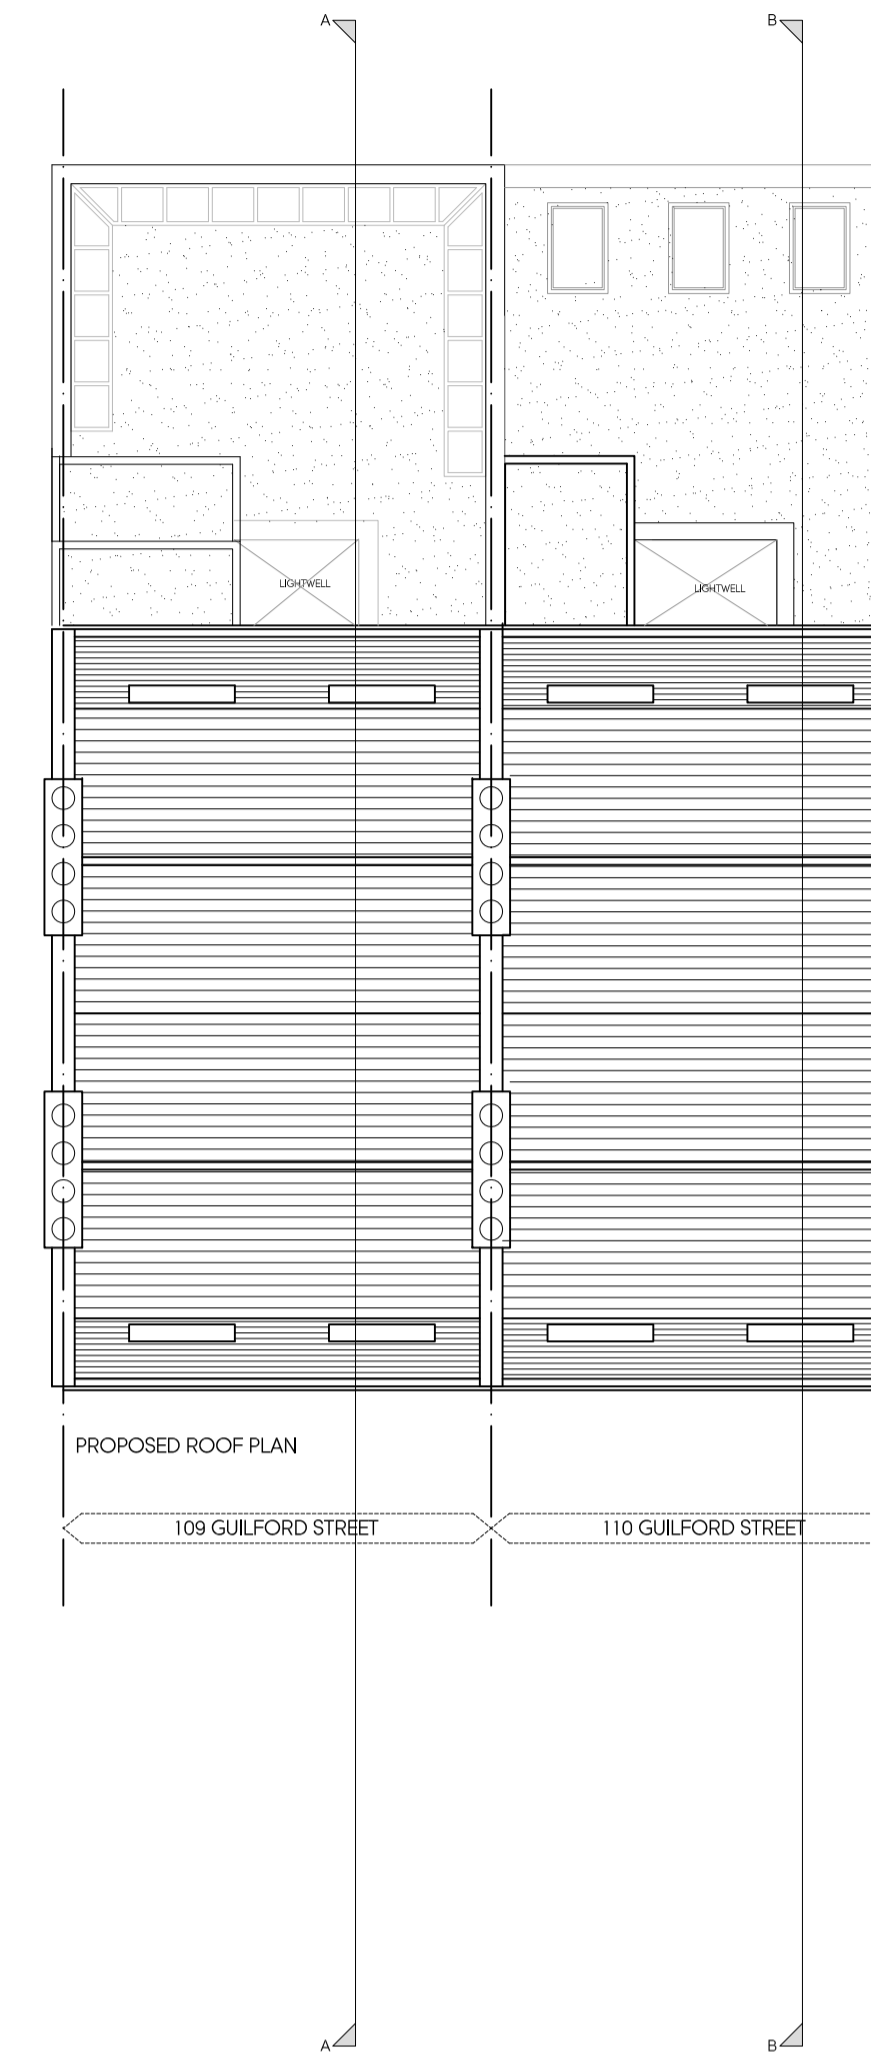 A
B
LIGHTWELL
LIGHTWELL
PROPOSED ROOF PLAN
109 GUILFORD STREET
110 GUILFORD STREET
A
B